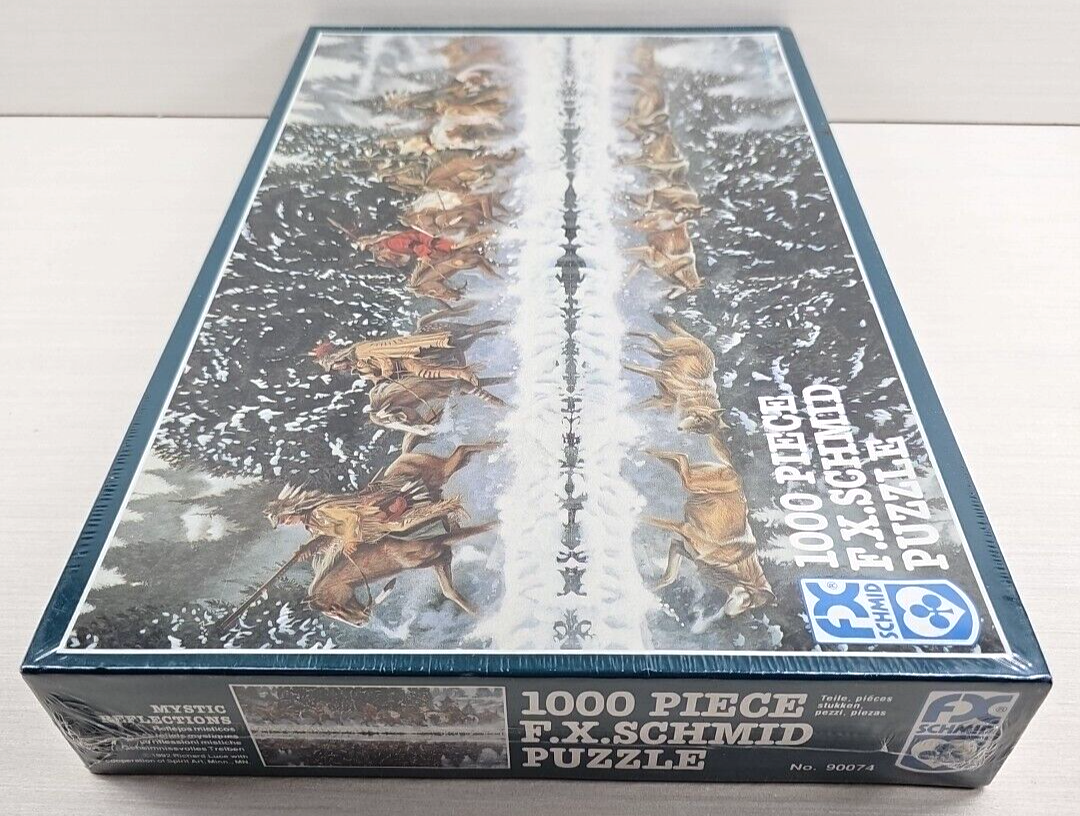 1000 PIECE
F.X.SCHMID
PUZZLE
FX®
SCHMID
MYSTIC
REFLECTIONS
1000 PIECE
F.X.SCHMID
PUZZLE
Teile, pièces
stukken
pezzi, piezas
No. 90074
FX®
SCHMID